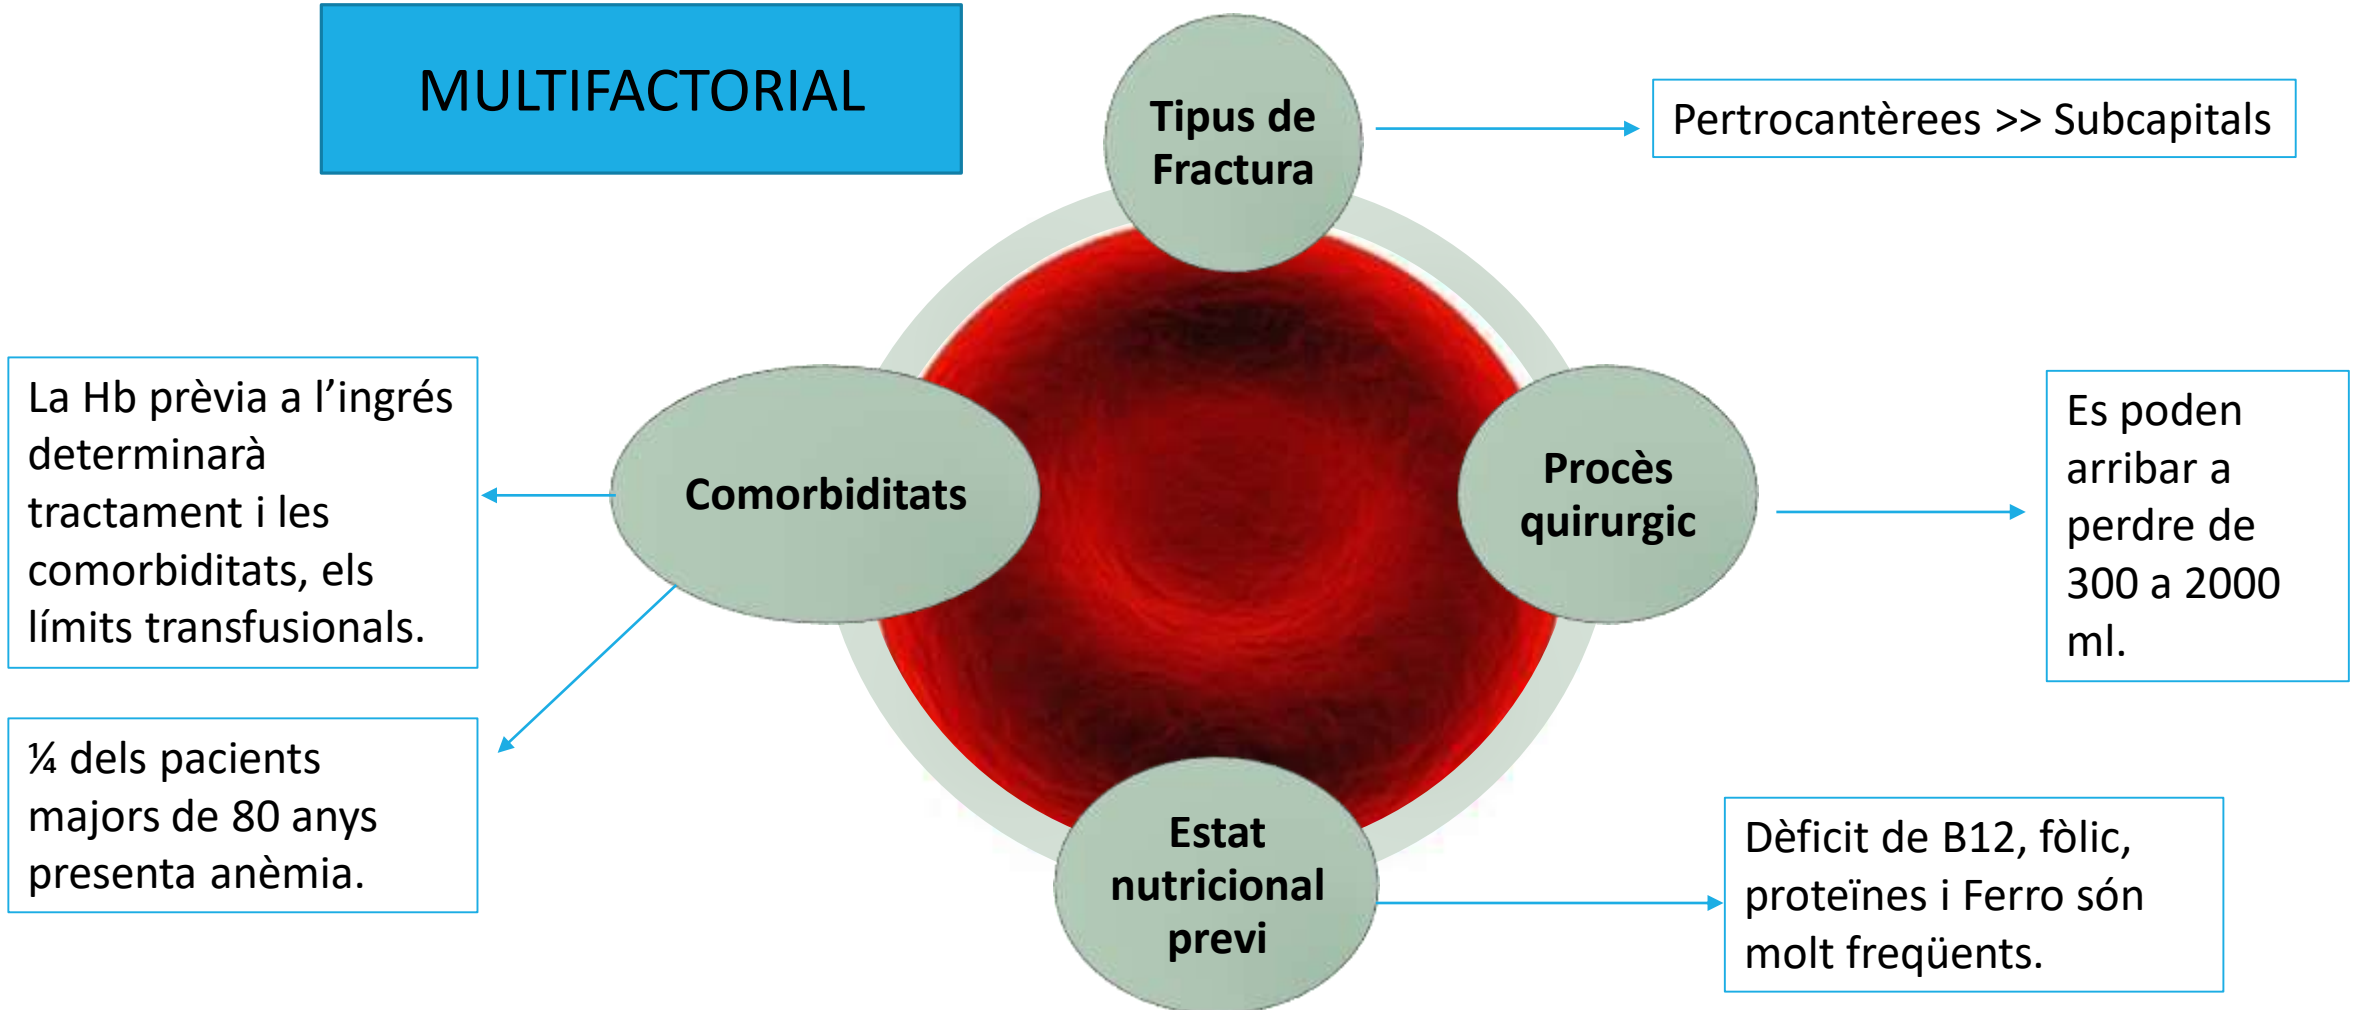 MULTIFACTORIAL
Tipus de
Fractura
Pertrocantèrees >> Subcapitals
La Hb prèvia a l’ingrés
determinarà
tractament i les
comorbiditats, els
límits transfusionals.
Comorbiditats
Procès
quirurgic
Es poden
arribar a
perdre de
300 a 2000
ml.
¼ dels pacients
majors de 80 anys
presenta anèmia.
Estat
nutricional
previ
Dèficit de B12, fòlic,
proteïnes i Ferro són
molt freqüents.